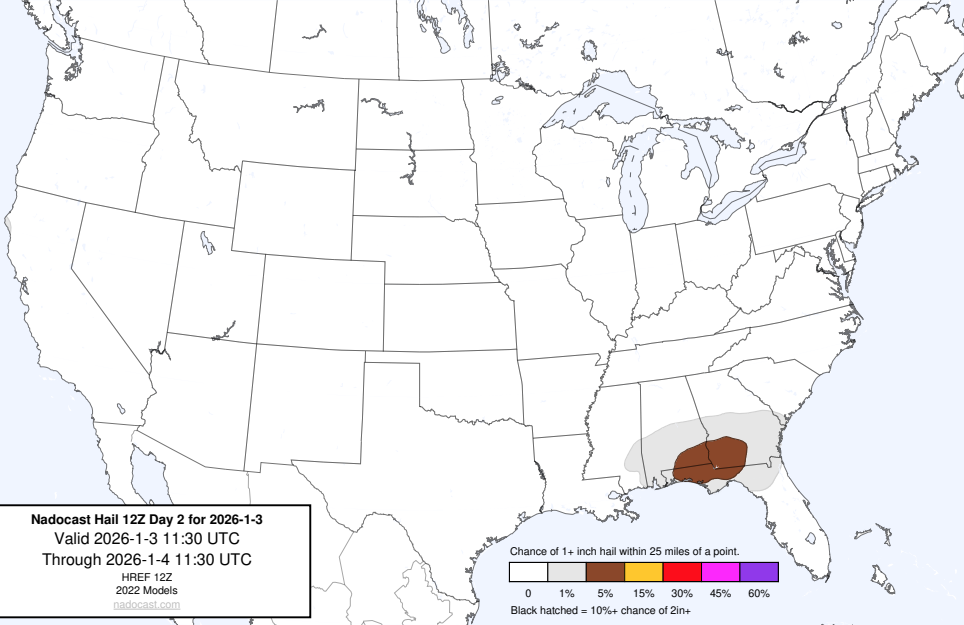 Nadocast Hail 12Z Day 2 for 2026-1-3
Valid 2026-1-3 11:30 UTC
Through 2026-1-4 11:30 UTC
HREF 12Z
2022 Models
nadocast.com
Chance of 1+ inch hail within 25 miles of a point.
0 1% 5% 15% 30% 45% 60%
Black hatched = 10%+ chance of 2in+